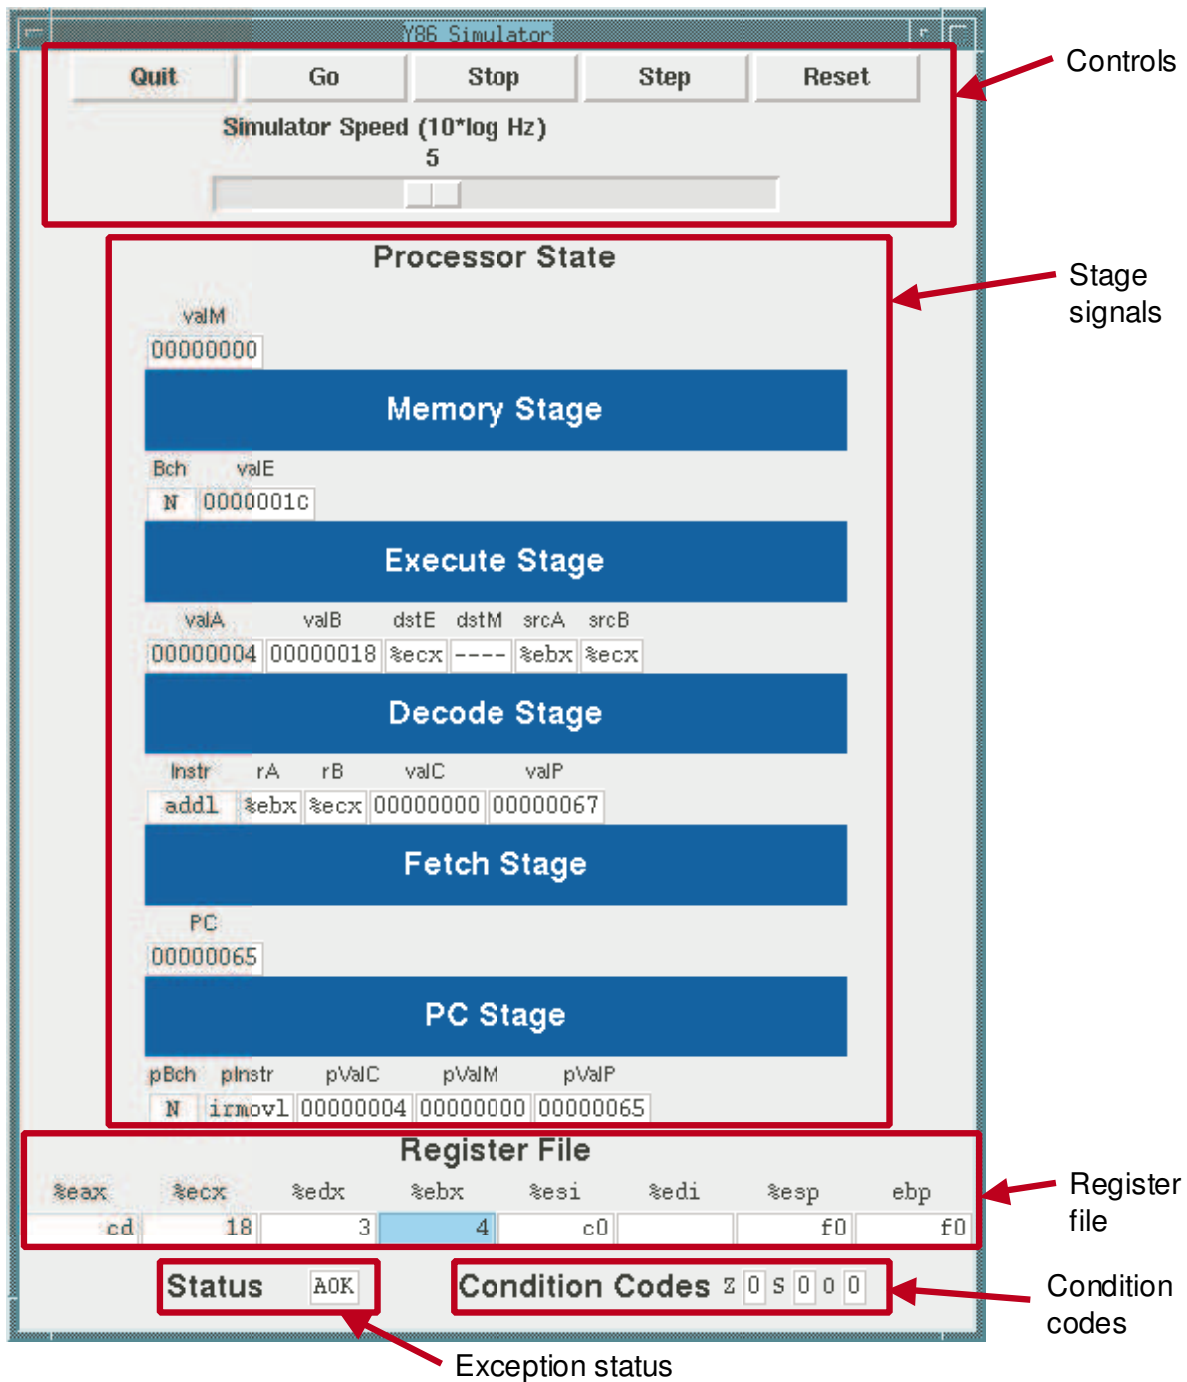 Y86 Simulator
Quit Go Stop Step Reset
Controls
Simulator Speed (10*log Hz)
5
Processor State
Stage
signals
valM
00000000
Memory Stage
Bch valE
N 0000001c
Execute Stage
valA valB dstE dstM srcA srcB
00000004 00000018 %ecx ---- %ebx %ecx
Decode Stage
Instr rA rB valC valP
addl %ebx %ecx 00000000 00000067
Fetch Stage
PC
00000065
PC Stage
pBch pInstr pValC pValM pValP
N irmovl 00000004 00000000 00000065
Register File
%eax %ecx %edx %ebx %esi %edi %esp ebp
cd 18 3 4 c0 f0 f0
Register
file
Status AOK Condition Codes Z 0 S 0 O 0
Condition
codes
Exception status